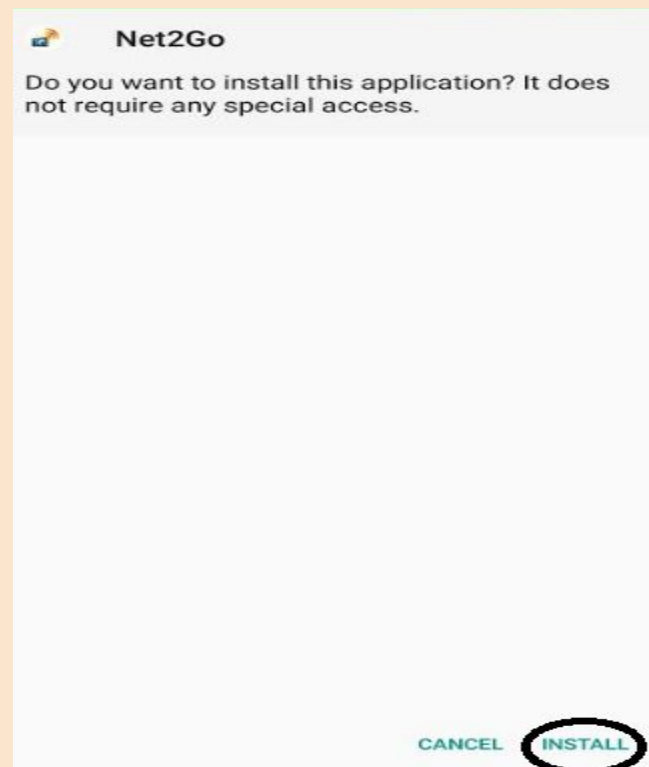 Net2Go
Do you want to install this application? It does
not require any special access.
CANCEL INSTALL